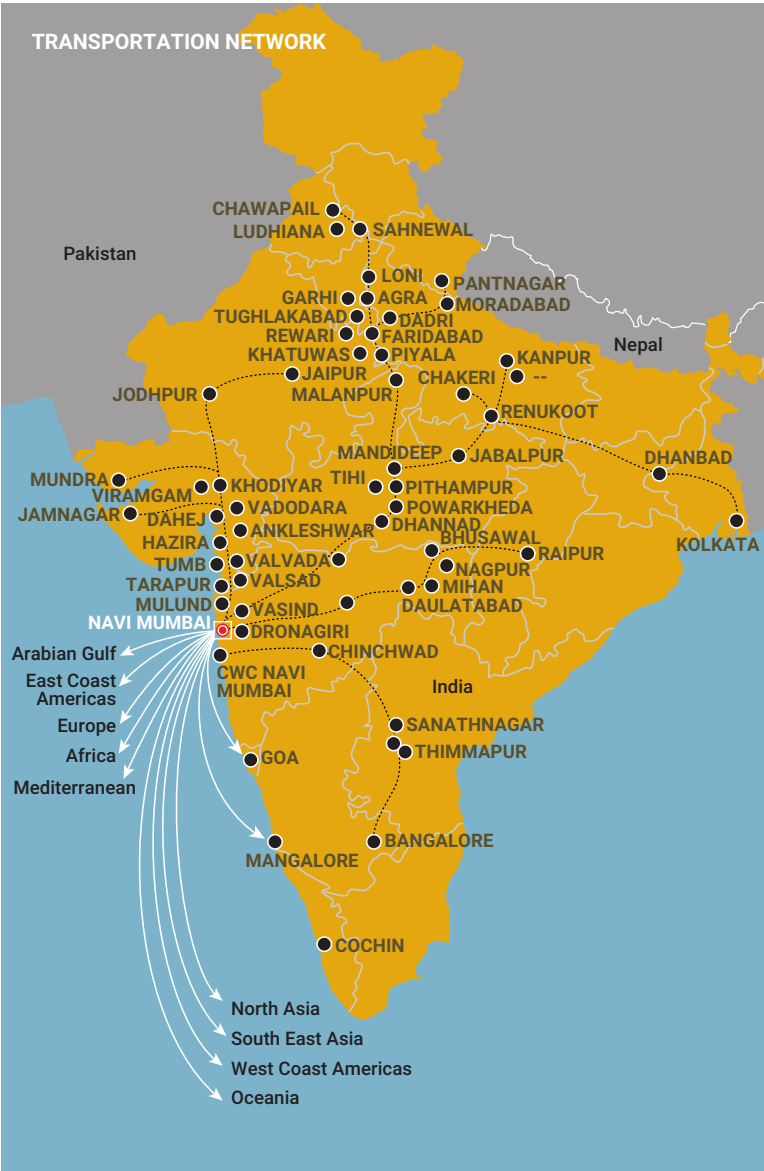 TRANSPORTATION NETWORK
Pakistan
CHAWAPAIL
LUDHIANA
SAHNEWAL
LONI
PANTNAGAR
GARHI
AGRA
MORADABAD
TUGHLAKABAD
DADRI
REWARI
FARIDABAD
Nepal
KHATUWAS
PIYALA
KANPUR
--
JAIPUR
CHAKERI
MALANPUR
JODHPUR
RENUKOOT
MANDIDEEP
JABALPUR
DHANBAD
MUNDRA
TIHI
VIRAMGAM
KHODIYAR
PITHAMPUR
JAMNAGAR
DAHEJ
VADODARA
POWARKHEDA
ANKLESHWAR
DHANNAD
HAZIRA
BHUSAWAL
KOLKATA
RAIPUR
TUMB
VALVADA
NAGPUR
TARAPUR
VALSAD
MIHAN
MULUND
VASIND
DAULATABAD
NAVI MUMBAI
DRONAGIRI
Arabian Gulf
CHINCHWAD
East Coast
Americas
CWC NAVI
MUMBAI
India
Europe
SANATHNAGAR
Africa
GOA
THIMMAPUR
Mediterranean
MANGALORE
BANGALORE
COCHIN
North Asia
South East Asia
West Coast Americas
Oceania